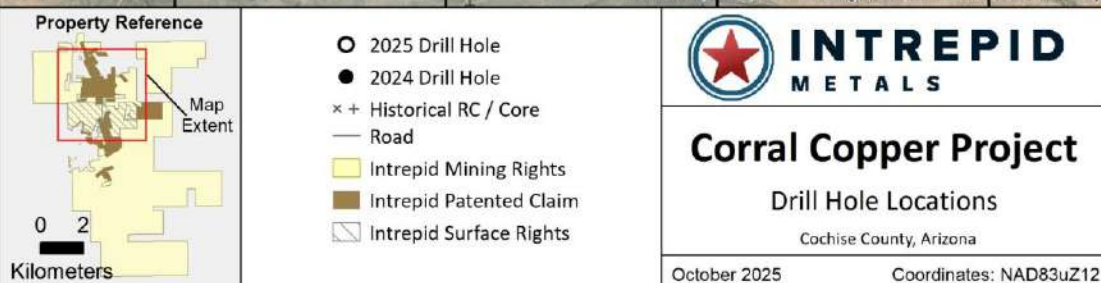 Property Reference
Map
Extent
0 2
Kilometers
2025 Drill Hole
2024 Drill Hole
× + Historical RC / Core
Road
Intrepid Mining Rights
Intrepid Patented Claim
Intrepid Surface Rights
INTREPID
METALS
Corral Copper Project
Drill Hole Locations
Cochise County, Arizona
October 2025 Coordinates: NAD83uZ12